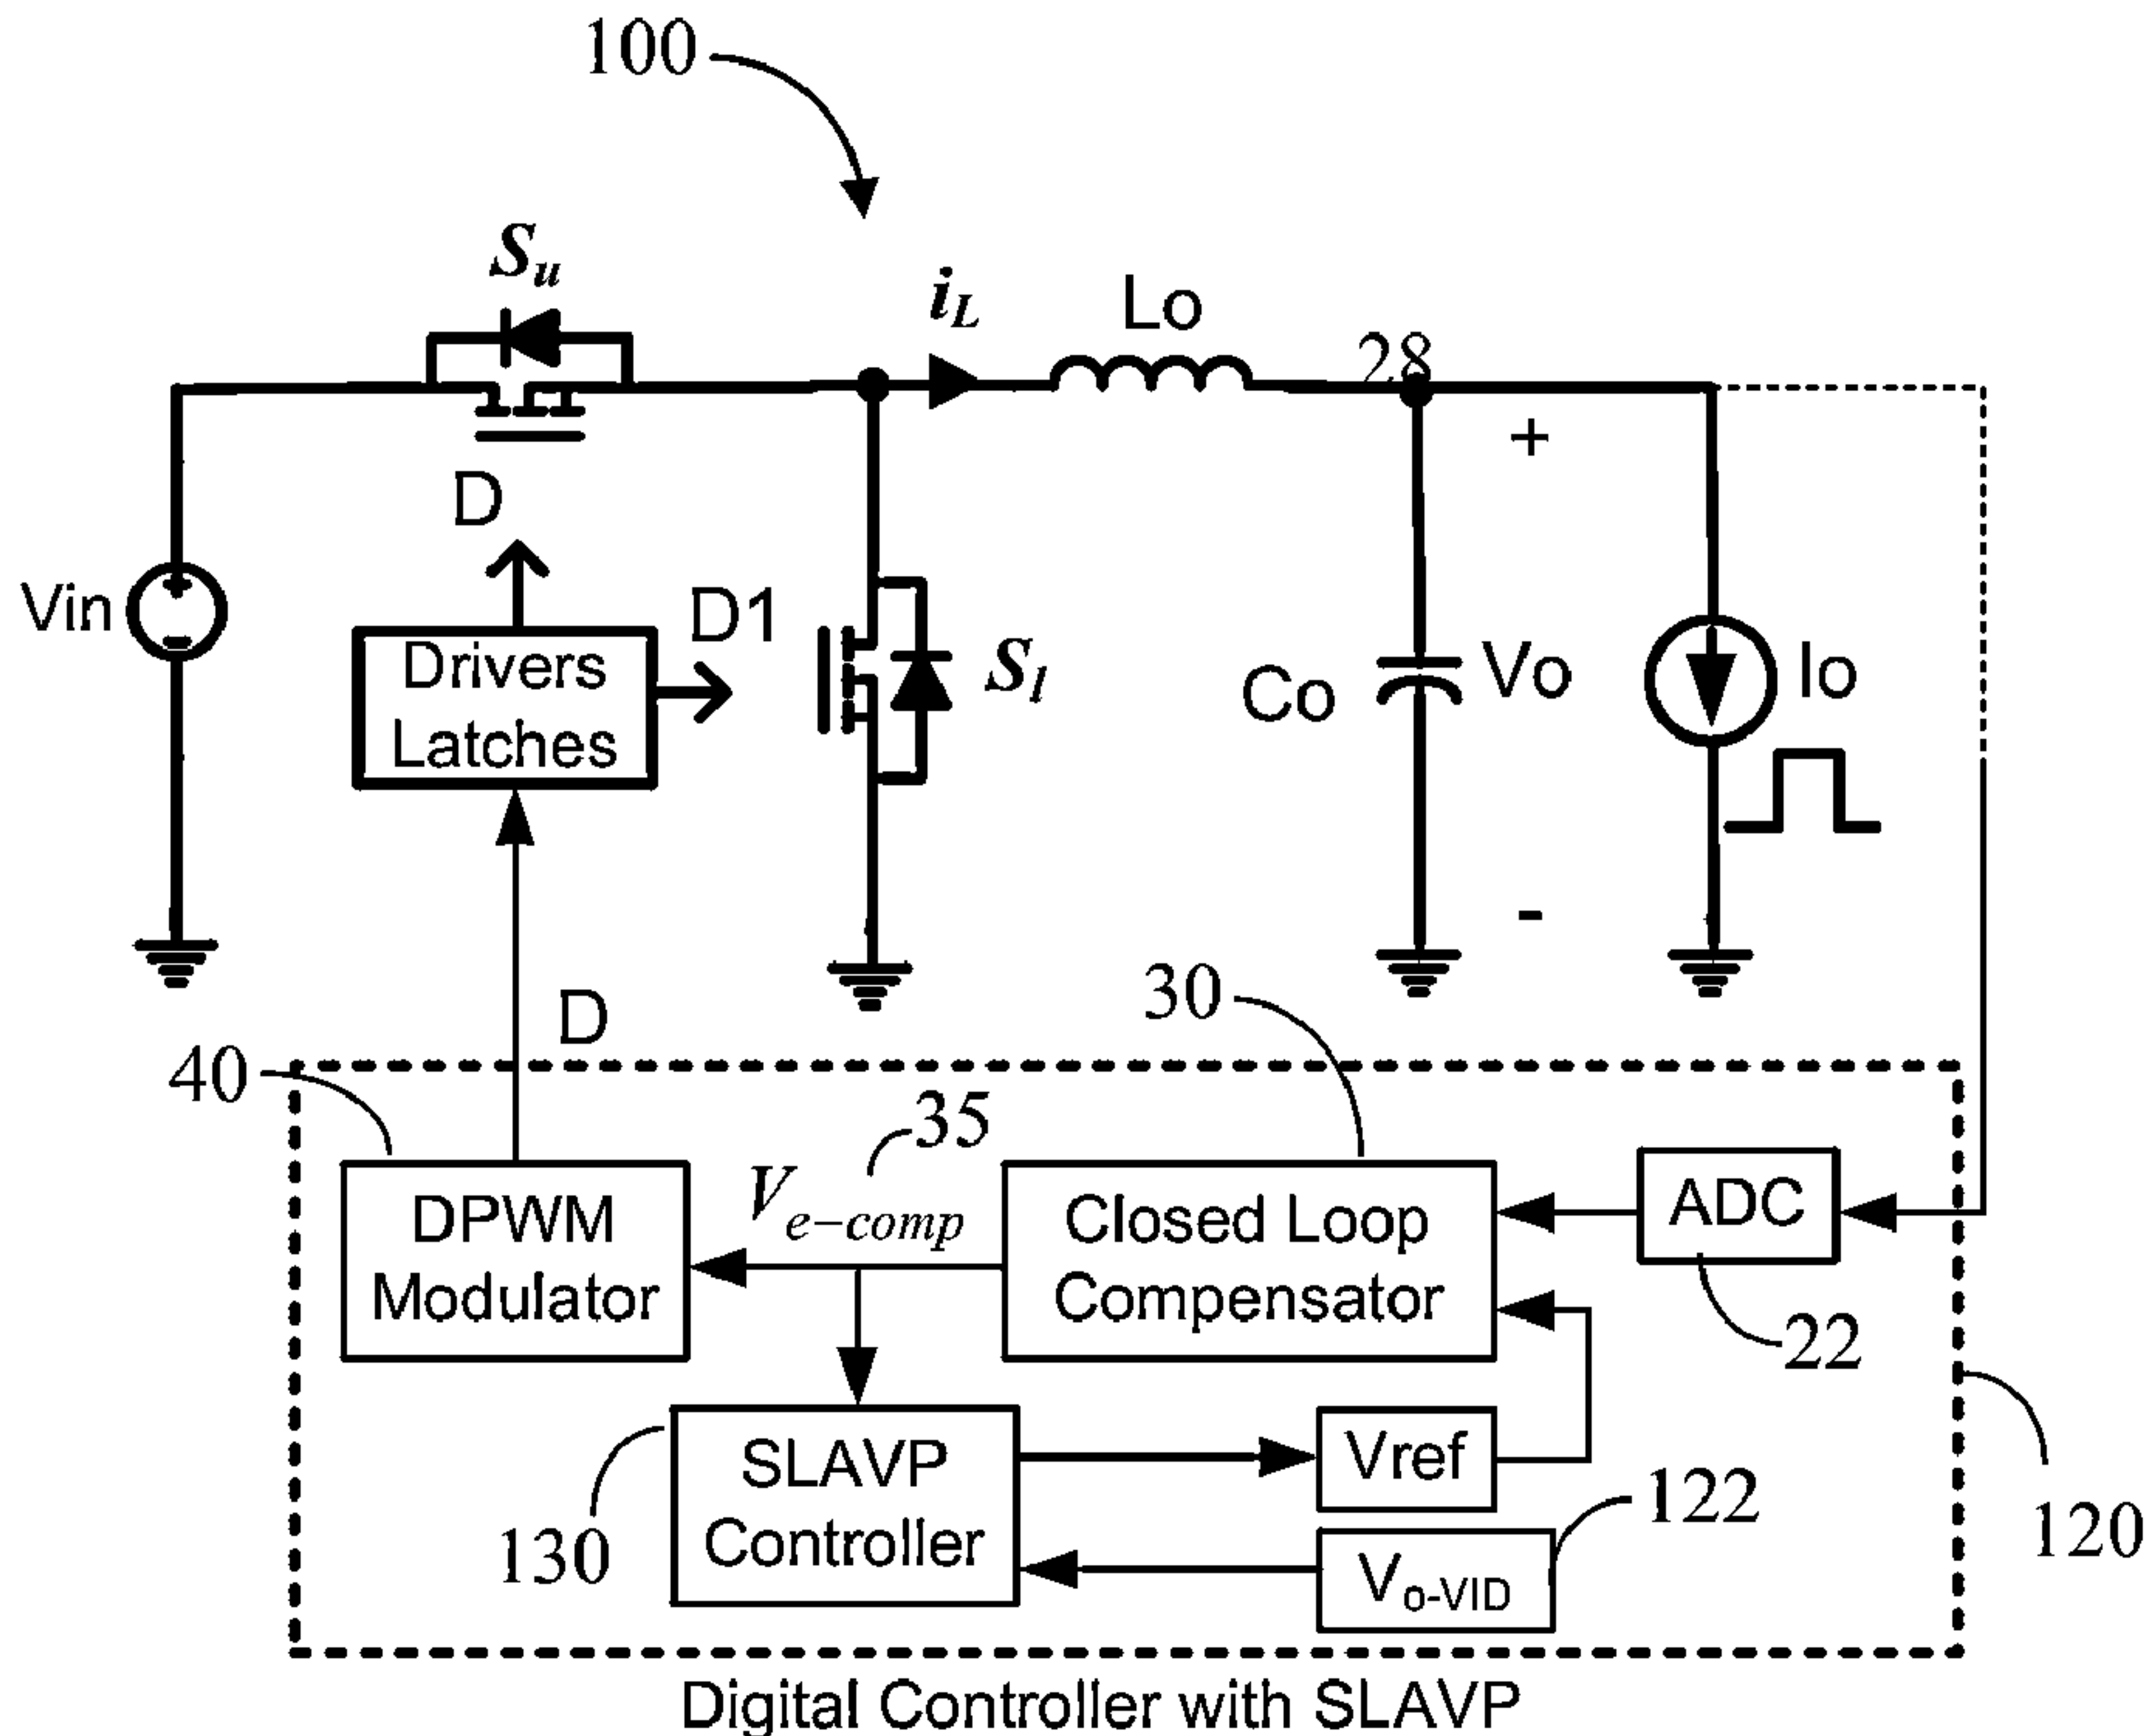 100
Su
iL
Lo
28
+
D
Vin
D1
Drivers
Latches
Sl
Co
Vo
Io
-
30
D
40
35
Ve-comp
DPWM
Modulator
Closed Loop
Compensator
ADC
22
SLAVP
Controller
Vref
122
130
Vo-VID
120
Digital Controller with SLAVP